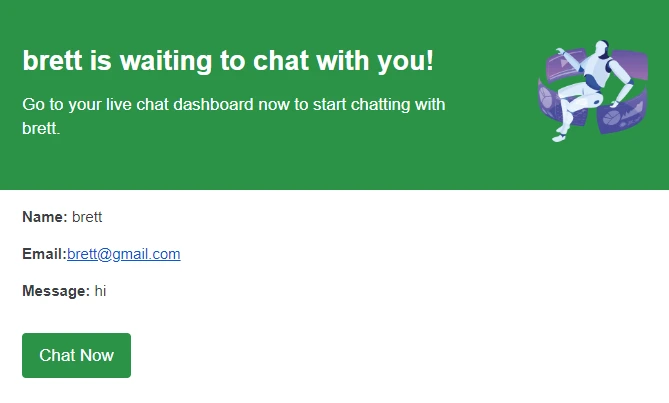 brett is waiting to chat with you!
Go to your live chat dashboard now to start chatting with
brett.
Name: brett
Email:brett@gmail.com
Message: hi
Chat Now